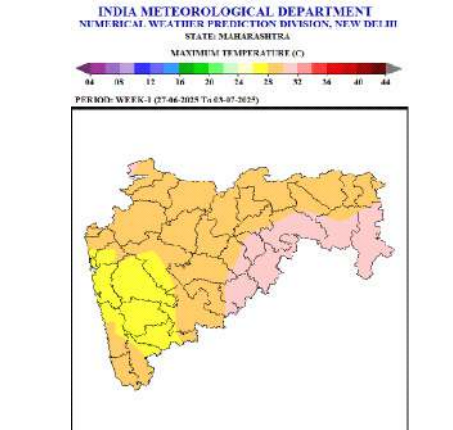 INDIA METEOROLOGICAL DEPARTMENT
NUMERICAL WEATHER PREDICTION DIVISION, NEW DELHI
STATE: MAHARASHTRA
MAXIMUM TEMPERATURE (C)
04 08 12 16 20 24 28 32 36 40 44
PERIOD: WEEK-1 (27-06-2025 To 03-07-2025)